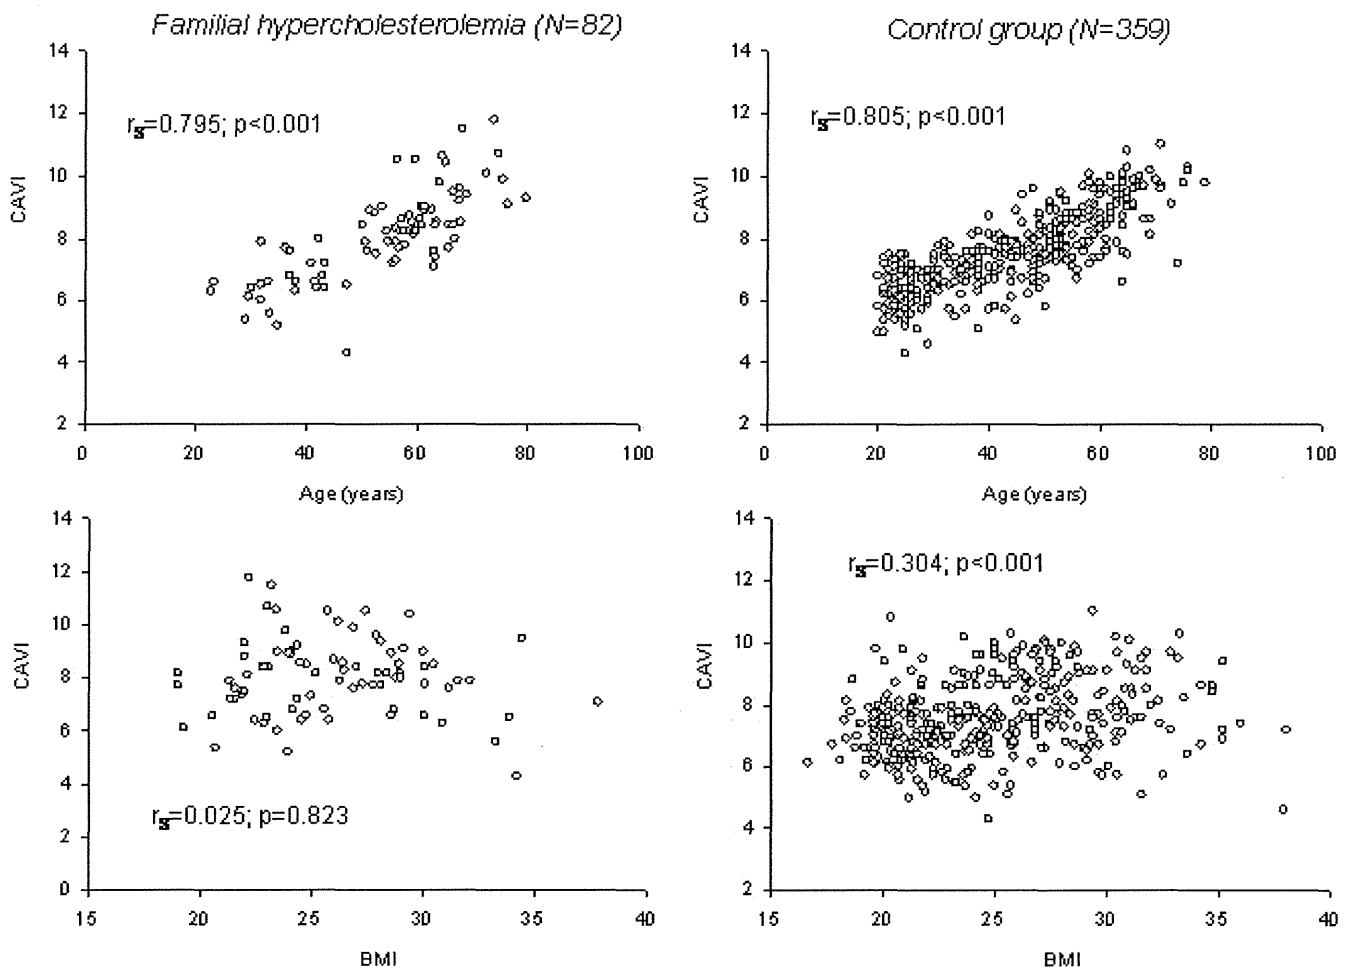 Familial hypercholesterolemia (N=82)
Control group (N=359)
14
12
10
8
6
4
2
CAVI
rs=0.795; p<0.001
0 20 40 60 80 100
Age (years)
14
12
10
8
6
4
2
CAVI
rs=0.805; p<0.001
0 20 40 60 80 100
Age (years)
14
12
10
8
6
4
2
0
CAVI
rs=0.025; p=0.823
15 20 25 30 35 40
BMI
14
12
10
8
6
4
2
CAVI
rs=0.304; p<0.001
15 20 25 30 35 40
BMI